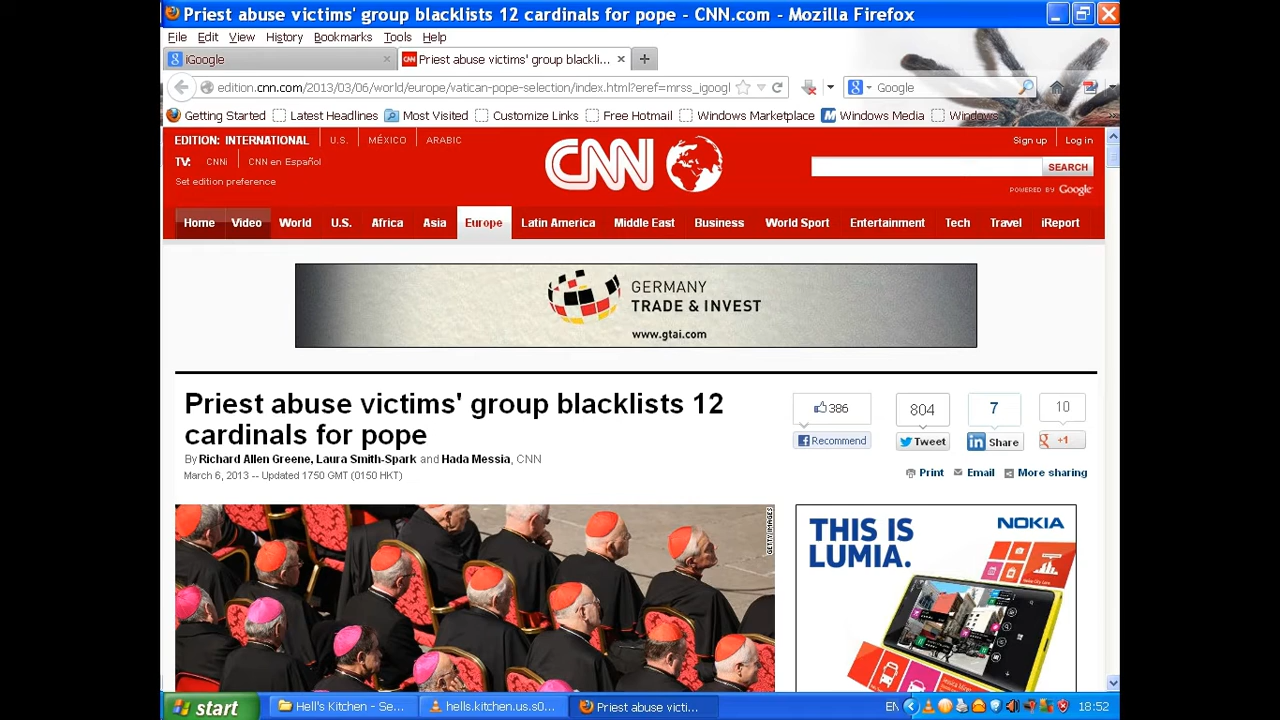 Priest abuse victims' group blacklists 12 cardinals for pope - CNN.com - Mozilla Firefox
File Edit View History Bookmarks Tools Help
iGoogle
CNN Priest abuse victims' group blackli...
edition.cnn.com/2013/03/06/world/europe/vatican-pope-selection/index.html?eref=mrss_igoogl
Google
Getting Started Latest Headlines Most Visited Customize Links Free Hotmail Windows Marketplace Windows Media Windows
EDITION: INTERNATIONAL U.S. MÉXICO ARABIC
TV: CNNi CNN en Español
Set edition preference
CNN
Sign up Log in
SEARCH
POWERED BY Google
Home Video World U.S. Africa Asia Europe Latin America Middle East Business World Sport Entertainment Tech Travel iReport
GERMANY
TRADE & INVEST
www.gtai.com
Priest abuse victims' group blacklists 12
cardinals for pope
By Richard Allen Greene, Laura Smith-Spark and Hada Messia, CNN
March 6, 2013 -- Updated 1750 GMT (0150 HKT)
386 804 7 10
Recommend Tweet Share +1
Print Email More sharing
GETTY IMAGES
THIS IS
LUMIA.
NOKIA
start Hell's Kitchen - Se... hells.kitchen.us.s0... Priest abuse victi... EN 18:52